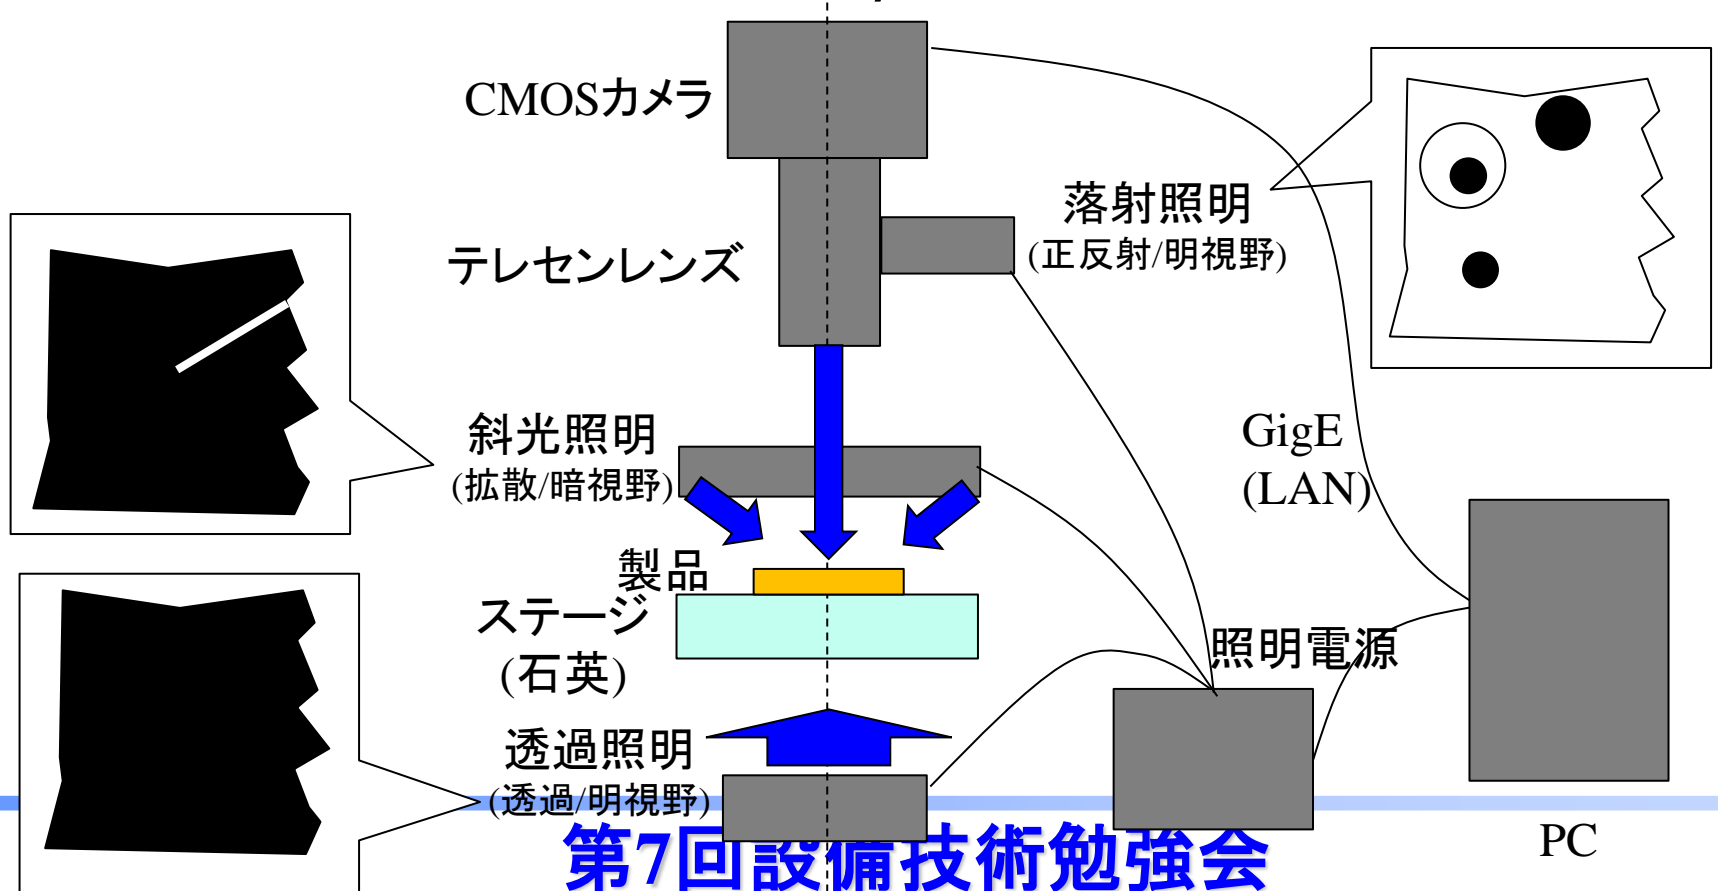 CMOSカメラ
落射照明
(正反射/明視野)
テレセンレンズ
斜光照明
(拡散/暗視野)
GigE
(LAN)
製品
ステージ
(石英)
照明電源
透過照明
(透過/明視野)
PC
第7回設備技術勉強会